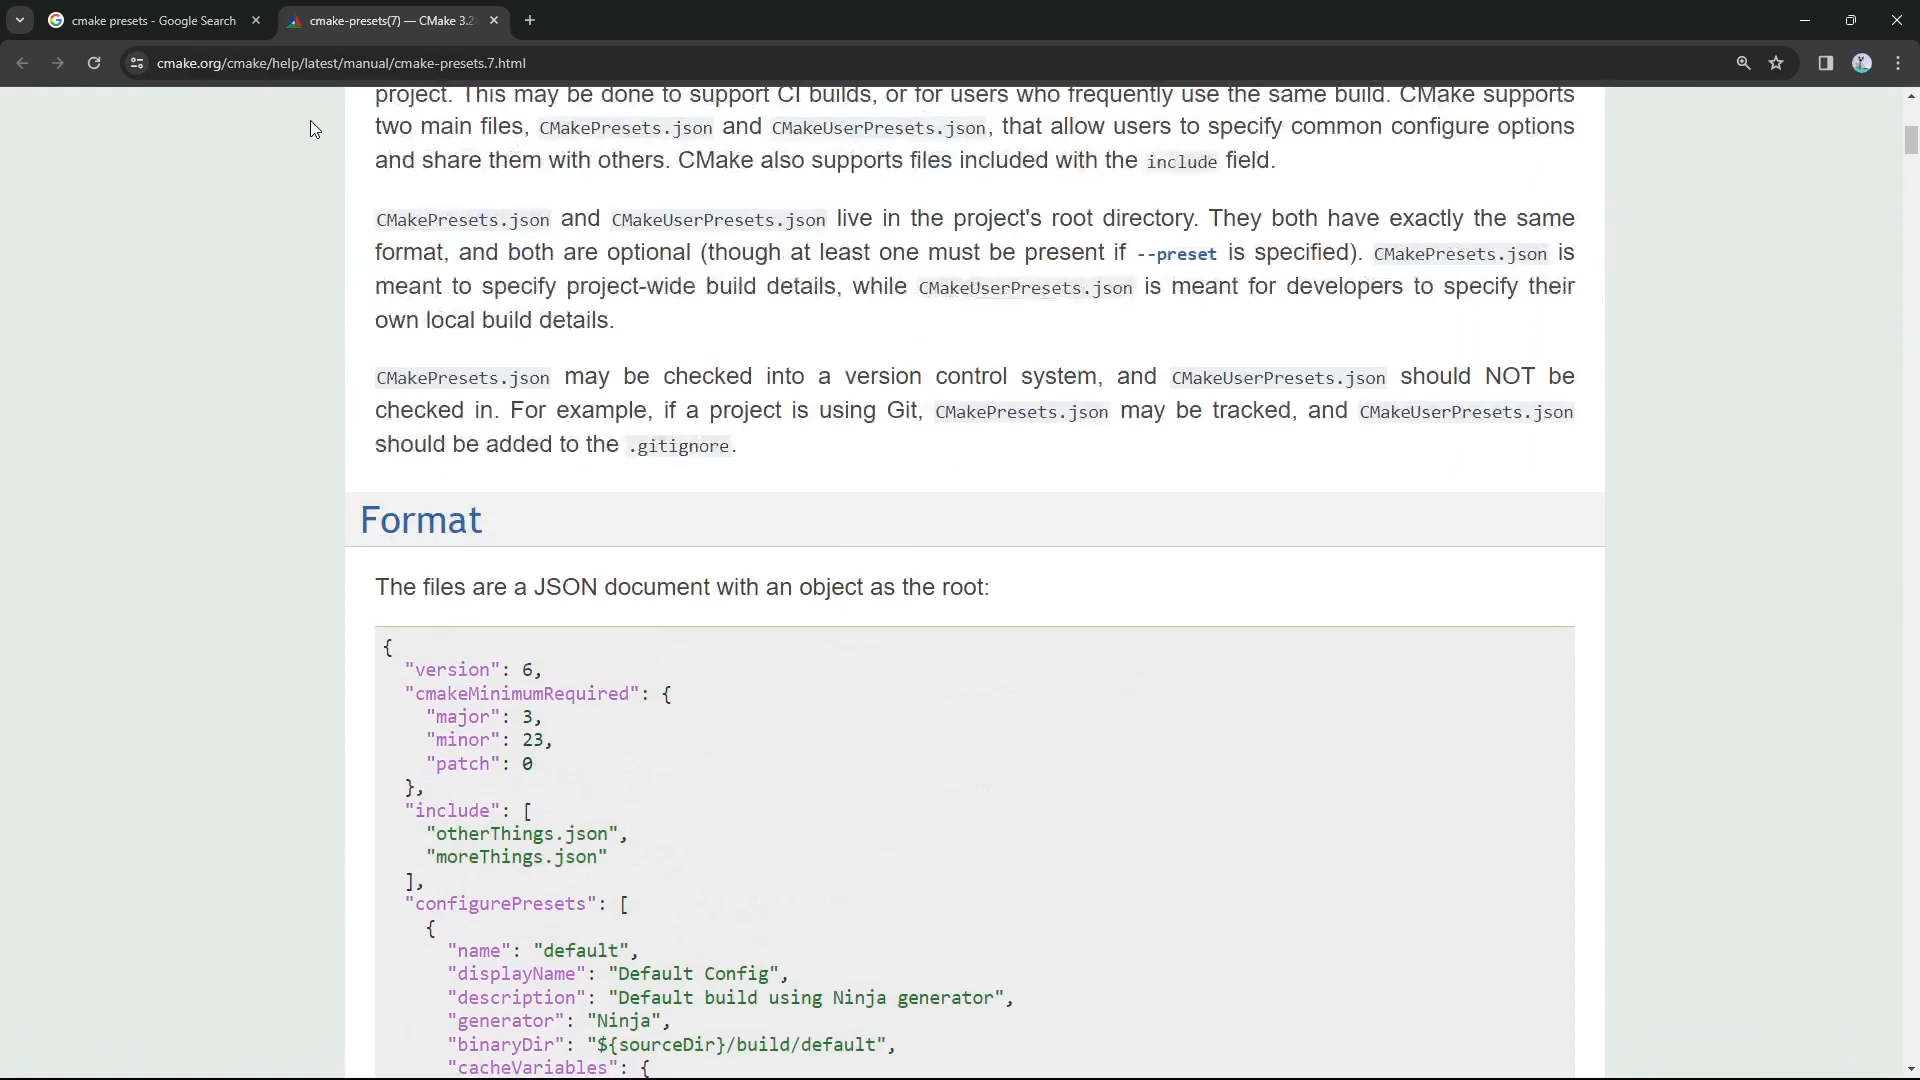 cmake presets - Google Search
cmake-presets(7) — CMake 3.2
cmake.org/cmake/help/latest/manual/cmake-presets.7.html
project. This may be done to support CI builds, or for users who frequently use the same build. CMake supports
two main files, CMakePresets.json and CMakeUserPresets.json, that allow users to specify common configure options
and share them with others. CMake also supports files included with the include field.
CMakePresets.json and CMakeUserPresets.json live in the project's root directory. They both have exactly the same
format, and both are optional (though at least one must be present if --preset is specified). CMakePresets.json is
meant to specify project-wide build details, while CMakeUserPresets.json is meant for developers to specify their
own local build details.
CMakePresets.json may be checked into a version control system, and CMakeUserPresets.json should NOT be
checked in. For example, if a project is using Git, CMakePresets.json may be tracked, and CMakeUserPresets.json
should be added to the .gitignore.
Format
The files are a JSON document with an object as the root:
{
"version": 6,
"cmakeMinimumRequired": {
"major": 3,
"minor": 23,
"patch": 0
},
"include": [
"otherThings.json",
"moreThings.json"
],
"configurePresets": [
{
"name": "default",
"displayName": "Default Config",
"description": "Default build using Ninja generator",
"generator": "Ninja",
"binaryDir": "${sourceDir}/build/default",
"cacheVariables": {